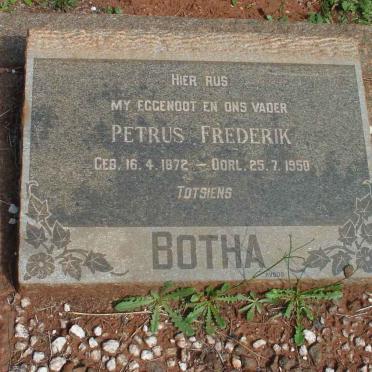 HIER RUS
MY EGGENOOT EN ONS VADER
PETRUS FREDERIK
GEB. 16. 4. 1872 — OORL. 25. 7. 1950
TOTSIENS
BOTHA